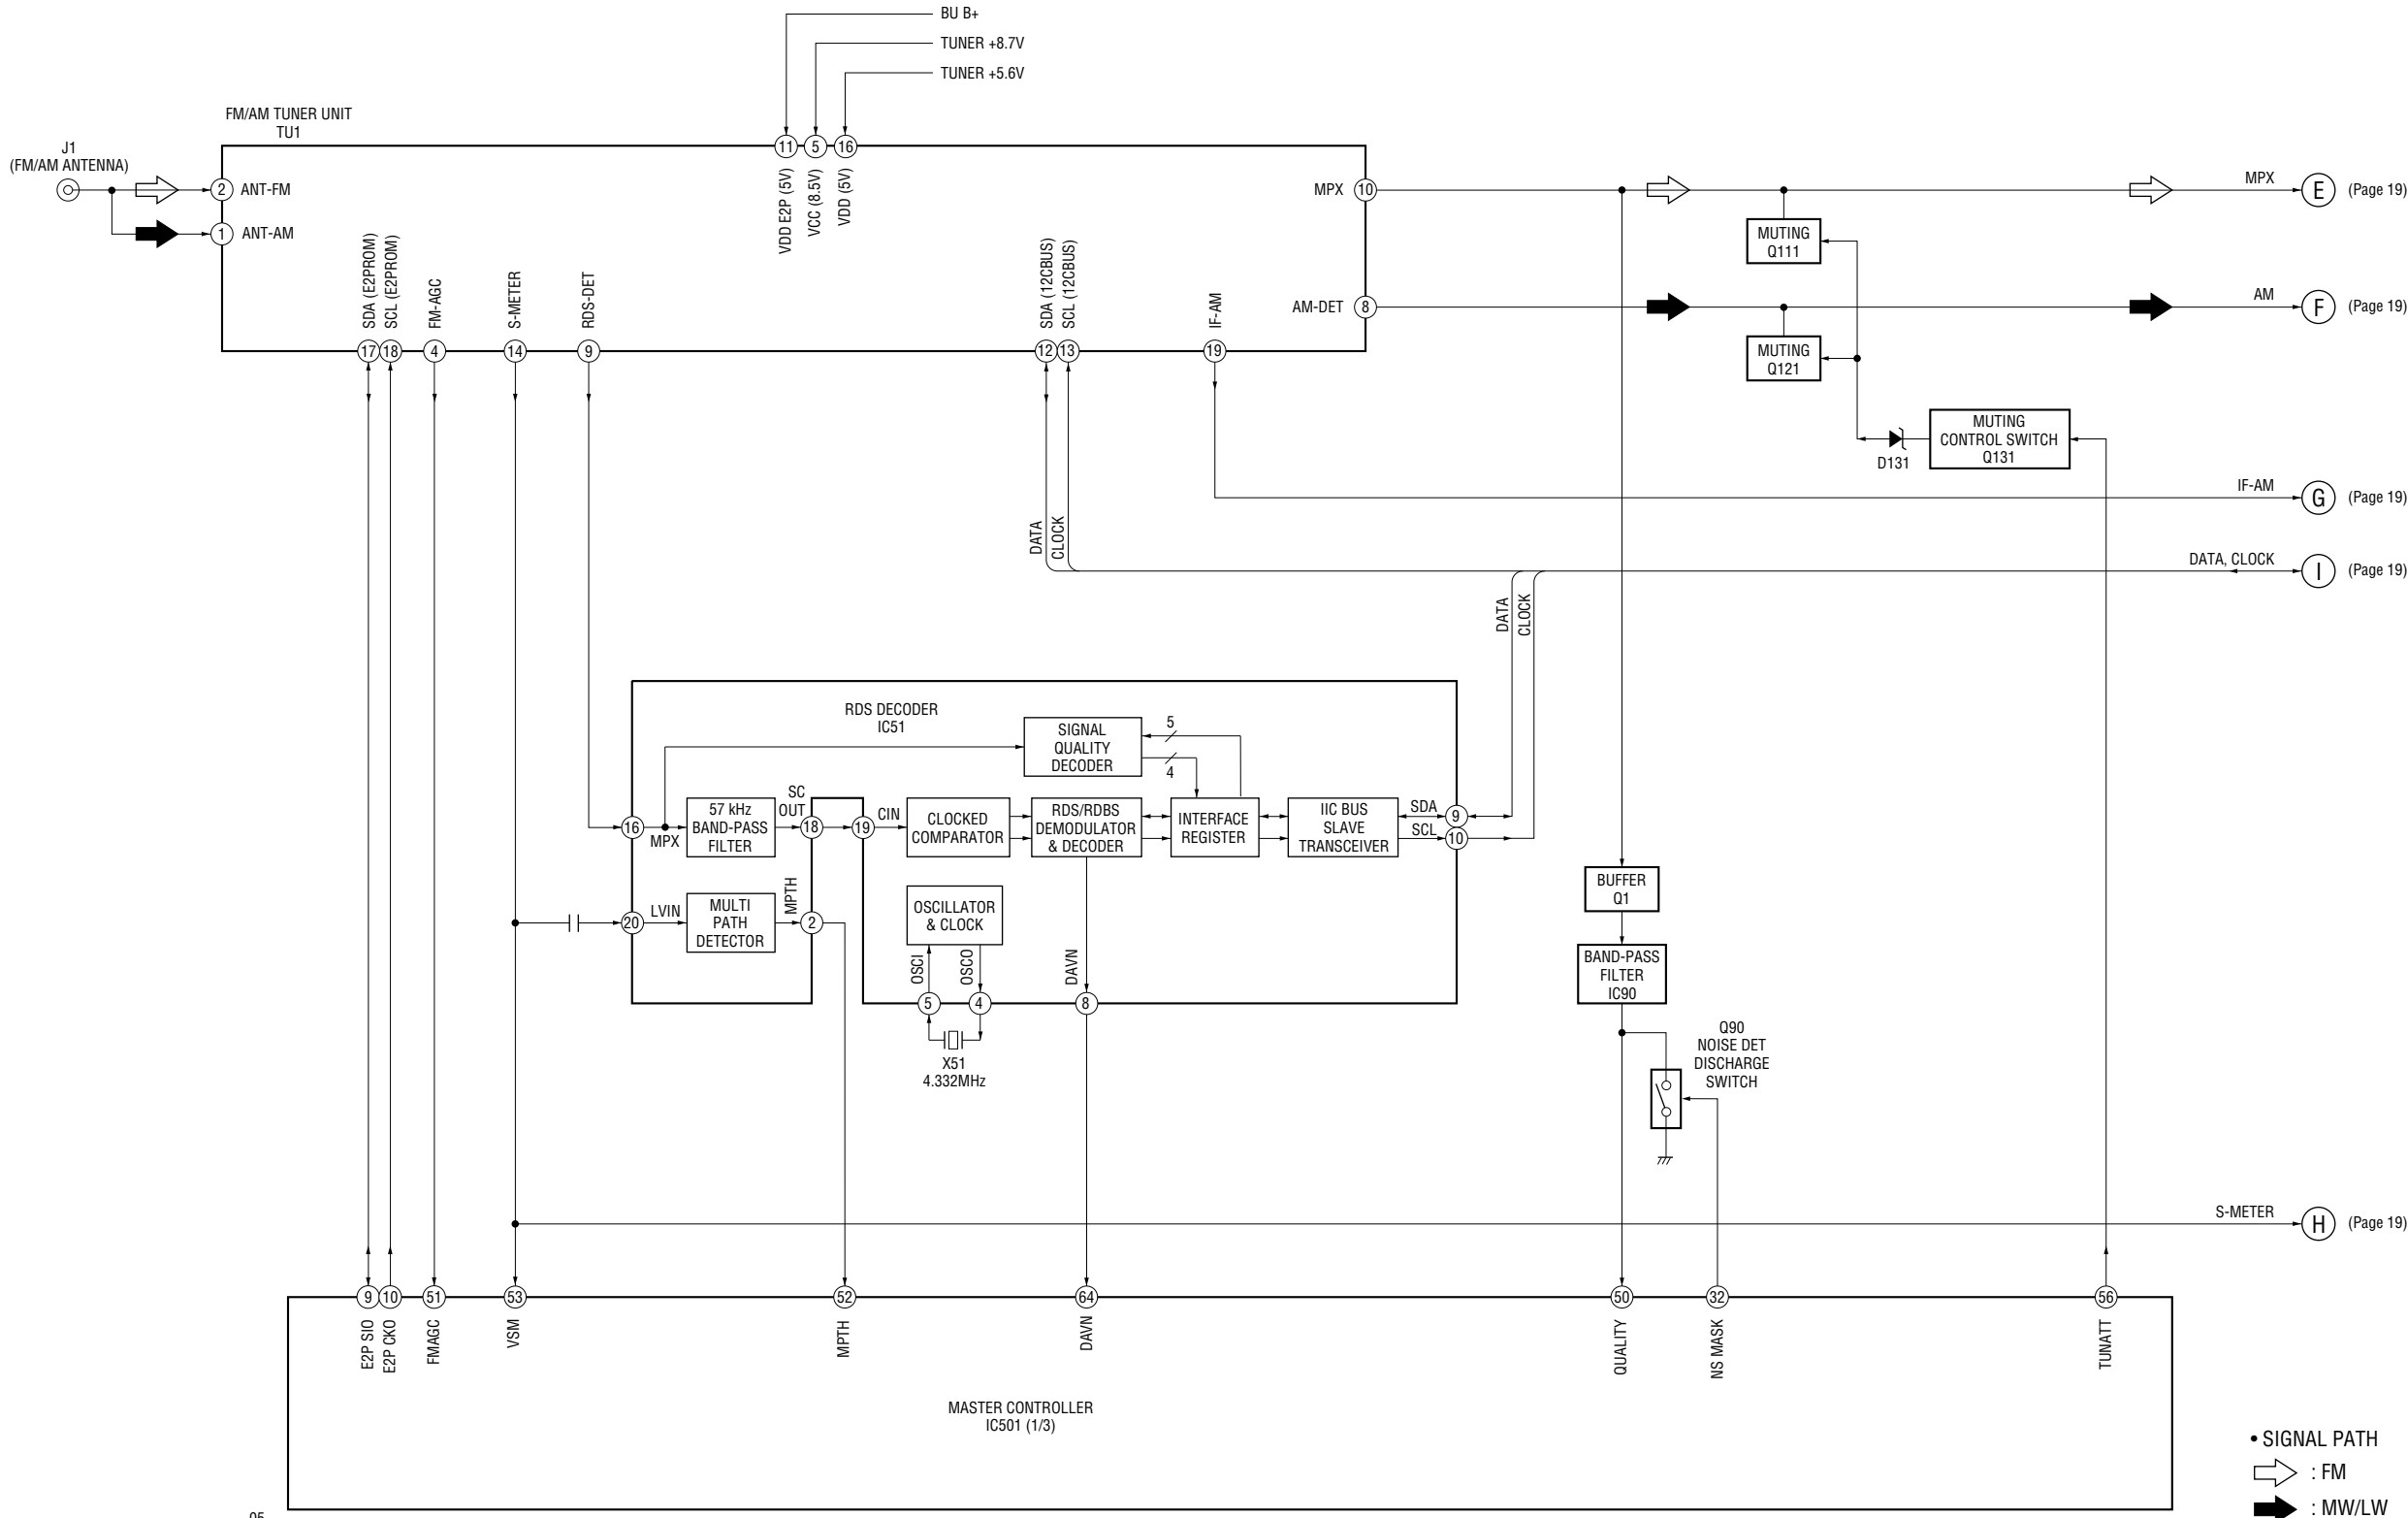 BU B+
TUNER +8.7V
TUNER +5.6V
FM/AM TUNER UNIT
TU1
J1
(FM/AM ANTENNA)
11
5
16
VDD E2P (5V)
VCC (8.5V)
VDD (5V)
2
ANT-FM
1
ANT-AM
MPX
10
AM-DET
8
SDA (E2PROM)
SCL (E2PROM)
FM-AGC
S-METER
RDS-DET
SDA (12CBUS)
SCL (12CBUS)
IF-AM
17
18
4
14
9
12
13
19
MPX
E
(Page 19)
MUTING
Q111
AM
F
(Page 19)
MUTING
Q121
MUTING
CONTROL SWITCH
Q131
D131
IF-AM
G
(Page 19)
DATA
CLOCK
DATA, CLOCK
I
(Page 19)
DATA
CLOCK
RDS DECODER
IC51
SIGNAL
QUALITY
DECODER
5
4
16
MPX
57 kHz
BAND-PASS
FILTER
SC
OUT
18
19
CIN
CLOCKED
COMPARATOR
RDS/RDBS
DEMODULATOR
& DECODER
INTERFACE
REGISTER
IIC BUS
SLAVE
TRANSCEIVER
SDA
9
SCL
10
20
LVIN
MULTI
PATH
DETECTOR
MPTH
2
OSCILLATOR
& CLOCK
OSCI
OSCO
DAVN
5
4
8
X51
4.332MHz
BUFFER
Q1
BAND-PASS
FILTER
IC90
Q90
NOISE DET
DISCHARGE
SWITCH
S-METER
H
(Page 19)
9
10
51
53
52
64
50
32
56
E2P SIO
E2P CKO
FMAGC
VSM
MPTH
DAVN
QUALITY
NS MASK
TUNATT
MASTER CONTROLLER
IC501 (1/3)
• SIGNAL PATH
: FM
: MW/LW
05